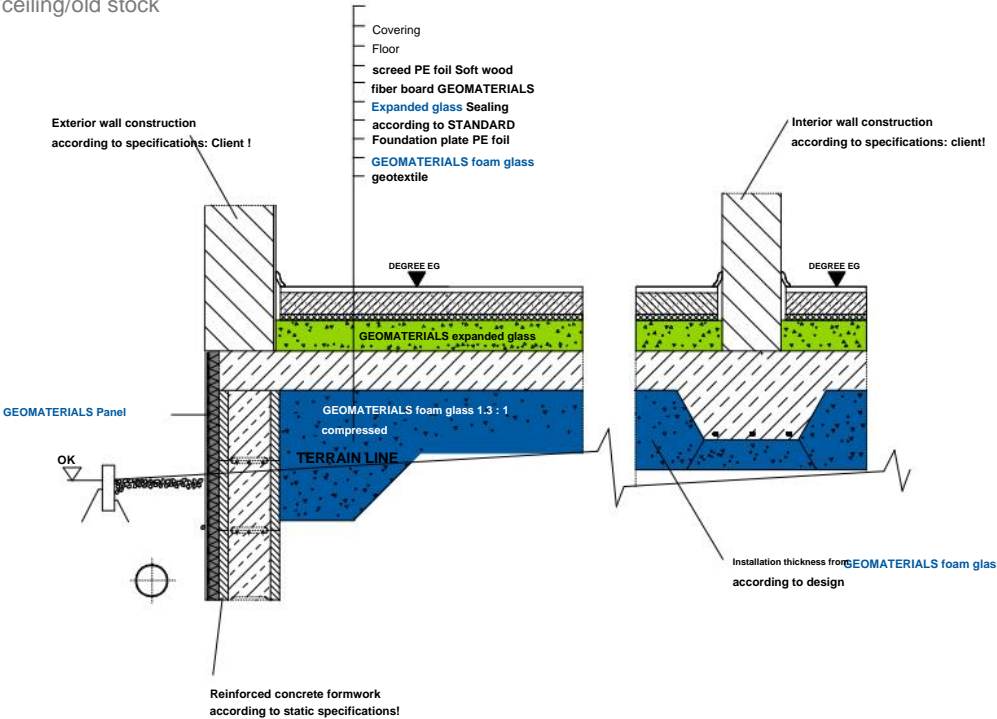 ceiling/old stock
Covering
Floor
screed PE foil Soft wood
fiber board GEOMATERIALS
Expanded glass Sealing
according to STANDARD
Foundation plate PE foil
GEOMATERIALS foam glass
geotextile
Exterior wall construction
according to specifications: Client !
Interior wall construction
according to specifications: client!
DEGREE EG
DEGREE EG
GEOMATERIALS expanded glass
GEOMATERIALS Panel
GEOMATERIALS foam glass 1.3 : 1
compressed
TERRAIN LINE
OK
Installation thickness from GEOMATERIALS foam glas
according to design
Reinforced concrete formwork
according to static specifications!